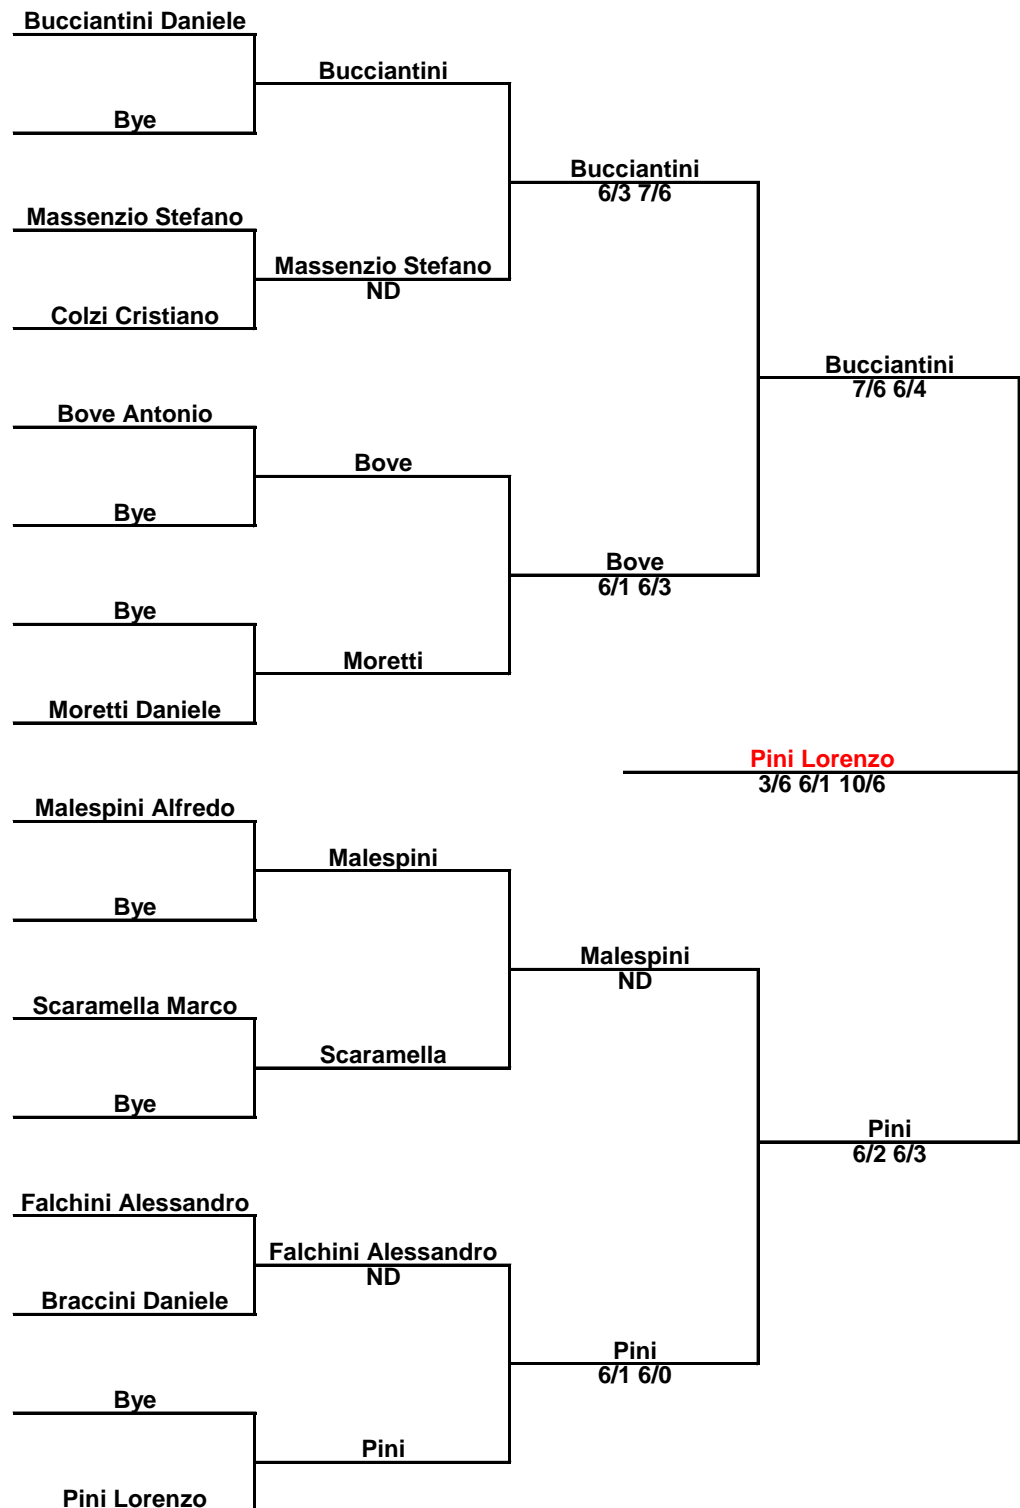 Bucciantini Daniele
Bucciantini
Bye
Bucciantini
6/3 7/6
Massenzio Stefano
Massenzio Stefano
ND
Colzi Cristiano
Bucciantini
7/6 6/4
Bove Antonio
Bove
Bye
Bove
6/1 6/3
Bye
Moretti
Moretti Daniele
Pini Lorenzo
3/6 6/1 10/6
Malespini Alfredo
Malespini
Bye
Malespini
ND
Scaramella Marco
Scaramella
Bye
Pini
6/2 6/3
Falchini Alessandro
Falchini Alessandro
ND
Braccini Daniele
Pini
6/1 6/0
Bye
Pini
Pini Lorenzo